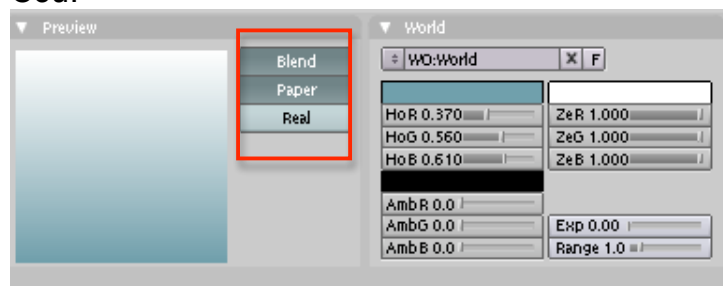 Preview
Blend
Paper
Real
World
WO:World
X F
HoR 0.370
HoG 0.560
HoB 0.610
ZeR 1.000
ZeG 1.000
ZeB 1.000
AmbR 0.0
AmbG 0.0
AmbB 0.0
Exp 0.00
Range 1.0